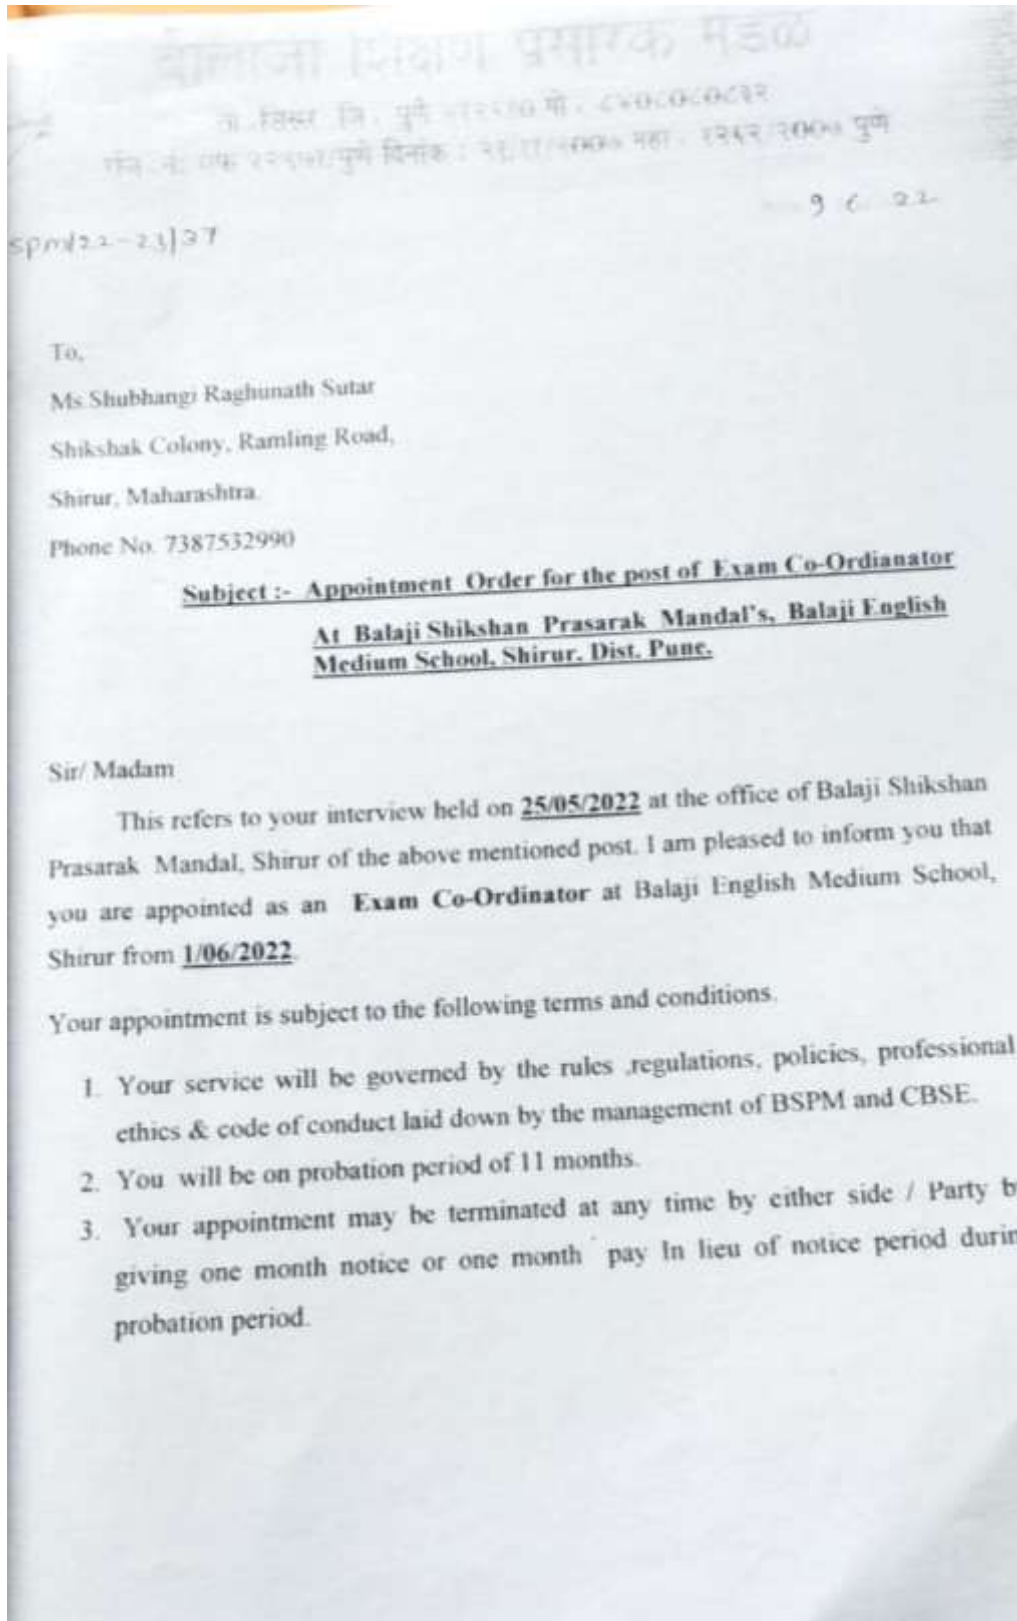 शिक्षण प्रसारक मंडळ
पुणे मो. ८४०८०८०८३२
पुणे दिनांक : पुणे
22
spm/22-23/37
To,
Ms.Shubhangi Raghunath Sutar
Shikshak Colony, Ramling Road,
Shirur, Maharashtra.
Phone No. 7387532990
Subject :- Appointment Order for the post of Exam Co-Ordianator
At Balaji Shikshan Prasarak Mandal's, Balaji English
Medium School, Shirur. Dist. Pune.
Sir/ Madam
This refers to your interview held on 25/05/2022 at the office of Balaji Shikshan
Prasarak Mandal, Shirur of the above mentioned post. I am pleased to inform you that
you are appointed as an Exam Co-Ordinator at Balaji English Medium School,
Shirur from 1/06/2022.
Your appointment is subject to the following terms and conditions.
1. Your service will be governed by the rules ,regulations, policies, professional
ethics & code of conduct laid down by the management of BSPM and CBSE.
2. You will be on probation period of 11 months.
3. Your appointment may be terminated at any time by either side / Party b
giving one month notice or one month pay In lieu of notice period durin
probation period.